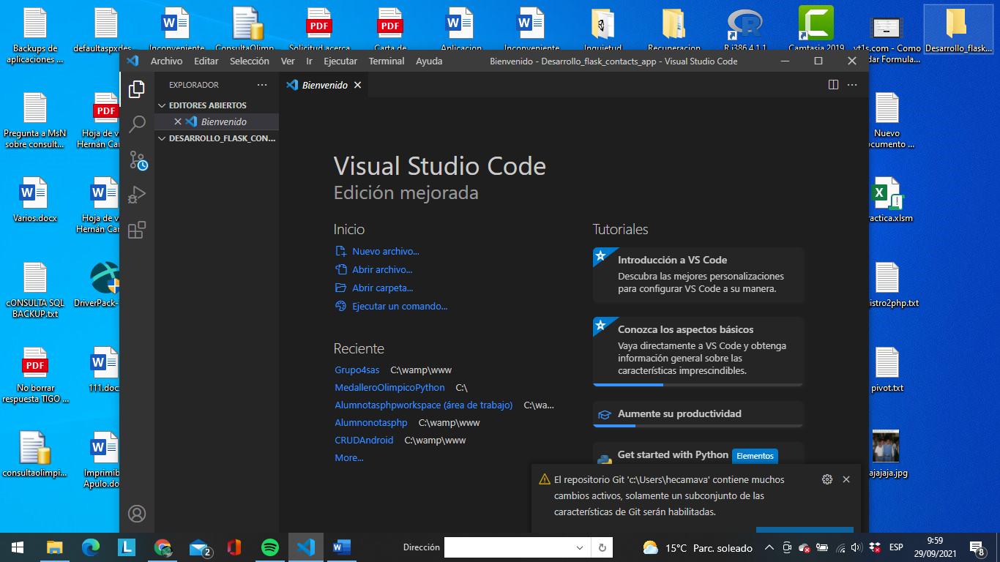 Backups de
aplicaciones ...
defaultaspxdes...
Inconveniente
ConsultaOlimp...
Solicitud acerca
Carta de
Aplicacion
Inconveniente
Inquietud
Recuneracion
R i386 4.1.1
Camtasia 2019
yt1s.com - Como
dar Formula...
Desarrollo_flask...
Archivo Editar Selección Ver Ir Ejecutar Terminal Ayuda
Bienvenido - Desarrollo_flask_contacts_app - Visual Studio Code
EXPLORADOR
Bienvenido
EDITORES ABIERTOS
Bienvenido
DESARROLLO_FLASK_CON...
PDF
Pregunta a MsN
sobre consult...
Hoja de v
Hernán Car
Nuevo
ocumento ...
Varios.docx
Hoja de v
Hernán Car
ractica.xlsm
cONSULTA SQL
BACKUP.txt
DriverPack-
istro2php.txt
PDF
No borrar
respuesta TIGO ...
111.doc
pivot.txt
consultaolimpi...
Imprimib
Apulo.do
ajajaja.jpg
Visual Studio Code
Edición mejorada
Inicio
Nuevo archivo...
Abrir archivo...
Abrir carpeta...
Ejecutar un comando...
Reciente
Grupo4sas C:\wamp\www
MedalleroOlimpicoPython C:\
Alumnotasphpworkspace (área de trabajo) C:\wa...
Alumnonotasphp C:\wamp\www
CRUDAndroid C:\wamp\www
More...
Tutoriales
Introducción a VS Code
Descubra las mejores personalizaciones
para configurar VS Code a su manera.
Conozca los aspectos básicos
Vaya directamente a VS Code y obtenga
información general sobre las
características imprescindibles.
Aumente su productividad
Get started with Python Elementos
El repositorio Git 'c:\Users\hecamava' contiene muchos
cambios activos, solamente un subconjunto de las
características de Git serán habilitadas.
Dirección
15°C Parc. soleado
ESP
9:59
29/09/2021
2
8